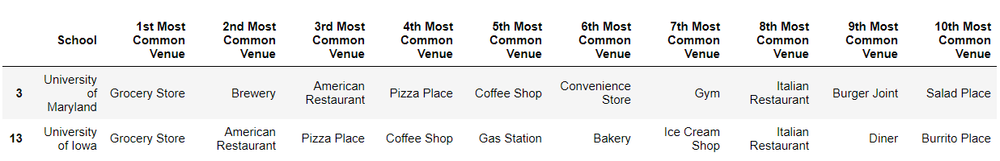 School 1st Most Common Venue 2nd Most Common Venue 3rd Most Common Venue 4th Most Common Venue 5th Most Common Venue 6th Most Common Venue 7th Most Common Venue 8th Most Common Venue 9th Most Common Venue 10th Most Common Venue
3 University of Maryland Grocery Store Brewery American Restaurant Pizza Place Coffee Shop Convenience Store Gym Italian Restaurant Burger Joint Salad Place
13 University of Iowa Grocery Store American Restaurant Pizza Place Coffee Shop Gas Station Bakery Ice Cream Shop Italian Restaurant Diner Burrito Place